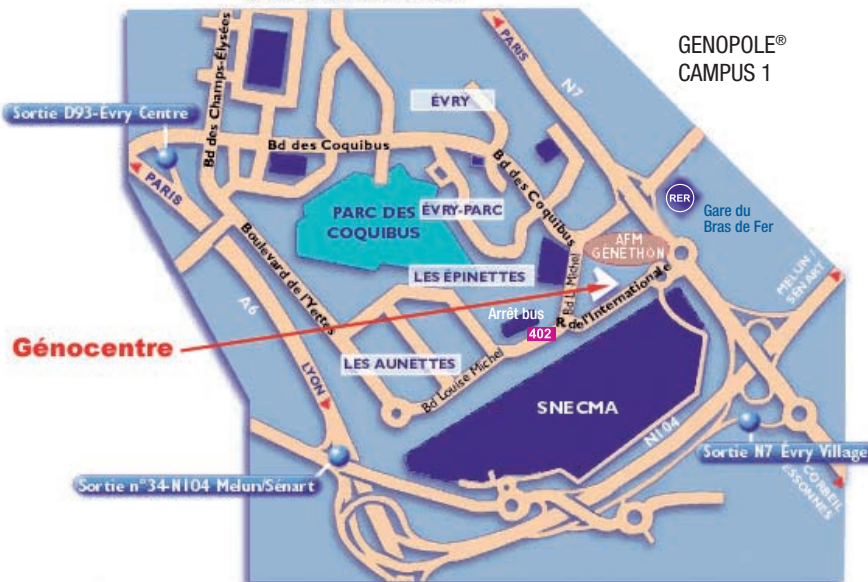 GENOPOLE®
CAMPUS 1
PARIS
N7
Bd des Champs-Élysées
ÉVRY
Sortie D93-Évry Centre
Bd des Coquibus
Bd des Coquibus
PARIS
RER
Gare du
Bras de Fer
PARC DES
COQUIBUS
ÉVRY-PARC
AFM
GÉNÉTHON
Boulevard de l'Yettes
LES ÉPINETTES
Bd L. Michel
MELUN /
SÉNART
A6
Arrêt bus
402
R de l'Internationale
Génocentre
LES AUNETTES
LYON
Bd Louise Michel
SNECMA
N104
Sortie N7 Évry Village
Sortie n°34-N104 Melun/Sénart
CORBEIL
ESSONNES